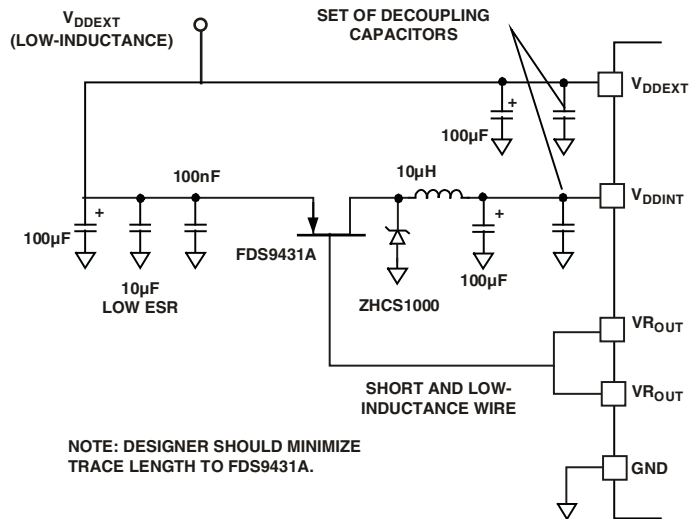 V_DDEXT
(LOW-INDUCTANCE)
SET OF DECOUPLING
CAPACITORS
+
100µF
V_DDEXT
100nF
10µH
+
100µF
10µF
LOW ESR
FDS9431A
ZHCS1000
+
100µF
V_DDINT
VR_OUT
SHORT AND LOW-
INDUCTANCE WIRE
VR_OUT
NOTE: DESIGNER SHOULD MINIMIZE
TRACE LENGTH TO FDS9431A.
GND